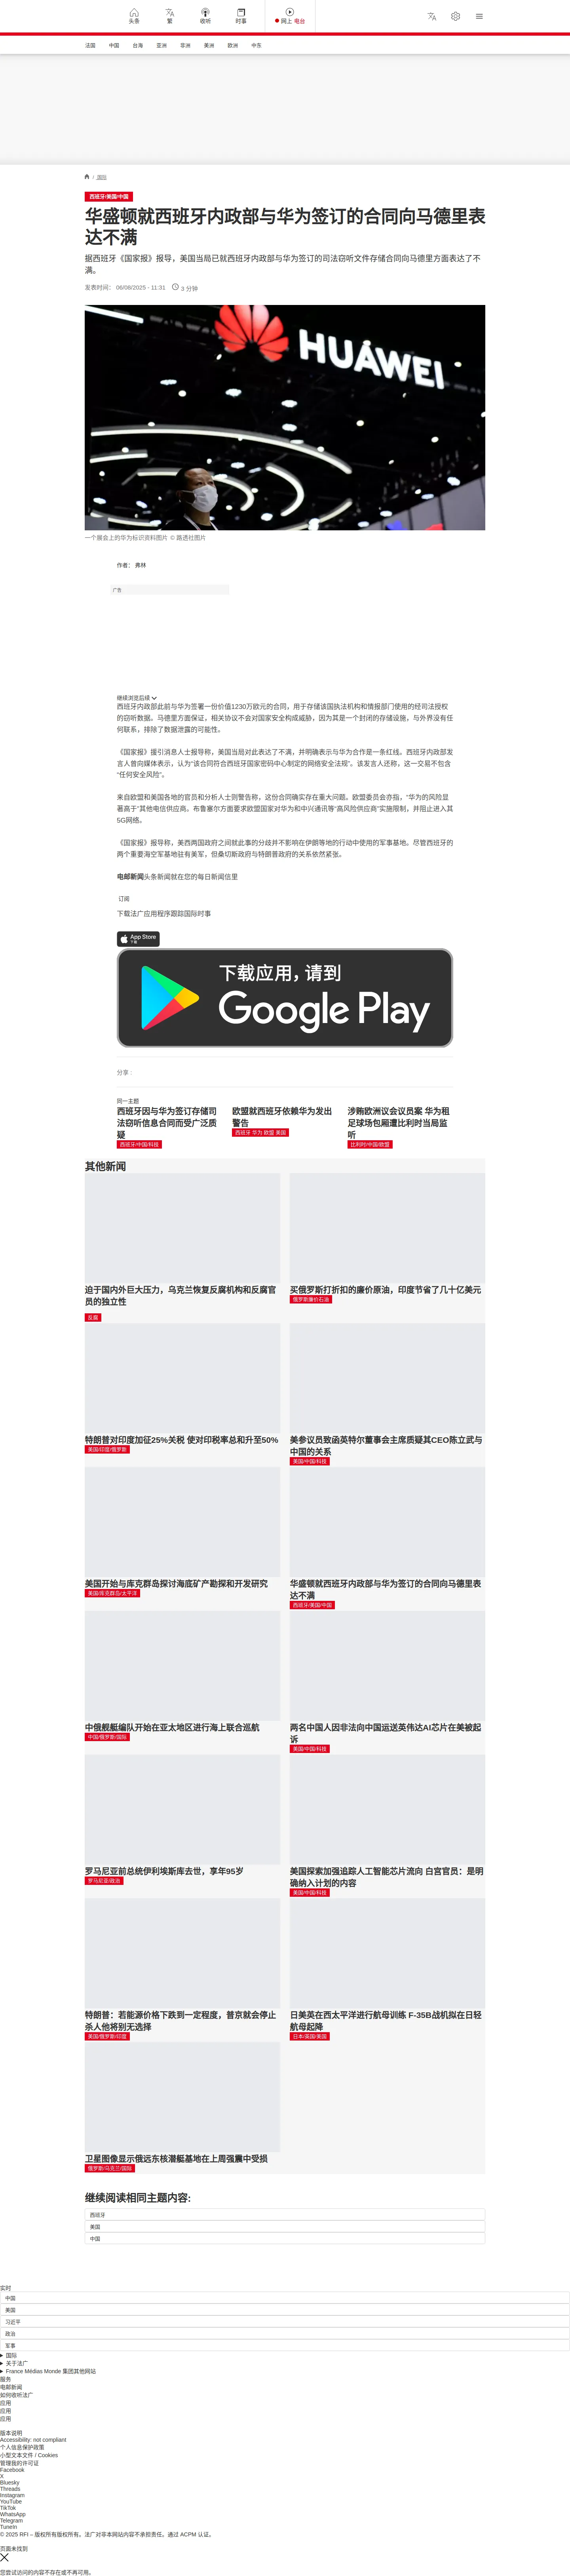 头条
繁
收听
时事
网上 电台
法国
中国
台海
亚洲
非洲
美洲
欧洲
中东
/ 国际
西班牙/美国/中国
华盛顿就西班牙内政部与华为签订的合同向马德里表
达不满
据西班牙《国家报》报导，美国当局已就西班牙内政部与华为签订的司法窃听文件存储合同向马德里方面表达了不
满。
发表时间： 06/08/2025 - 11:31
3 分钟
HUAWEI
一个展会上的华为标识资料图片 © 路透社图片
作者： 弗林
广告
继续浏览后续
西班牙内政部此前与华为签署一份价值1230万欧元的合同，用于存储该国执法机构和情报部门使用的经司法授权
的窃听数据。马德里方面保证，相关协议不会对国家安全构成威胁，因为其是一个封闭的存储设施，与外界没有任
何联系，排除了数据泄露的可能性。
《国家报》援引消息人士报导称，美国当局对此表达了不满，并明确表示与华为合作是一条红线。西班牙内政部发
言人曾向媒体表示，认为“该合同符合西班牙国家密码中心制定的网络安全法规”。该发言人还称，这一交易不包含
“任何安全风险”。
来自欧盟和美国各地的官员和分析人士则警告称，这份合同确实存在重大问题。欧盟委员会亦指，“华为的风险显
著高于”其他电信供应商。布鲁塞尔方面要求欧盟国家对华为和中兴通讯等“高风险供应商”实施限制，并阻止进入其
5G网络。
《国家报》报导称，美西两国政府之间就此事的分歧并不影响在伊朗等地的行动中使用的军事基地。尽管西班牙的
两个重要海空军基地驻有美军，但桑切斯政府与特朗普政府的关系依然紧张。
电邮新闻头条新闻就在您的每日新闻信里
订阅
下载法广应用程序跟踪国际时事
App Store
下载
下载应用，请到
Google Play
分享 :
同一主题
西班牙因与华为签订存储司
法窃听信息合同而受广泛质
疑
西班牙/中国/科技
欧盟就西班牙依赖华为发出
警告
西班牙 华为 欧盟 美国
涉贿欧洲议会议员案 华为租
足球场包厢遭比利时当局监
听
比利时/中国/欧盟
其他新闻
迫于国内外巨大压力，乌克兰恢复反腐机构和反腐官
员的独立性
反腐
买俄罗斯打折扣的廉价原油，印度节省了几十亿美元
俄罗斯廉价石油
特朗普对印度加征25%关税 使对印税率总和升至50%
美国/印度/俄罗斯
美参议员致函英特尔董事会主席质疑其CEO陈立武与
中国的关系
美国/中国/科技
美国开始与库克群岛探讨海底矿产勘探和开发研究
美国/库克群岛/太平洋
华盛顿就西班牙内政部与华为签订的合同向马德里表
达不满
西班牙/美国/中国
中俄舰艇编队开始在亚太地区进行海上联合巡航
中国/俄罗斯/国际
两名中国人因非法向中国运送英伟达AI芯片在美被起
诉
美国/中国/科技
罗马尼亚前总统伊利埃斯库去世，享年95岁
罗马尼亚/政治
美国探索加强追踪人工智能芯片流向 白宫官员：是明
确纳入计划的内容
美国/中国/科技
特朗普：若能源价格下跌到一定程度，普京就会停止
杀人他将别无选择
美国/俄罗斯/印度
日美英在西太平洋进行航母训练 F-35B战机拟在日轻
航母起降
日本/英国/美国
卫星图像显示俄远东核潜艇基地在上周强震中受损
俄罗斯/乌克兰/国际
继续阅读相同主题内容:
西班牙
美国
中国
实时
中国
美国
习近平
政治
军事
国际
关于法广
France Médias Monde 集团其他网站
服务
电邮新闻
如何收听法广
应用
应用
应用
版本说明
Accessibility: not compliant
个人信息保护政策
小型文本文件 / Cookies
管理我的许可证
Facebook
X
Bluesky
Threads
Instagram
YouTube
TikTok
WhatsApp
Telegram
TuneIn
© 2025 RFI – 版权所有版权所有。法广对非本网站内容不承担责任。通过 ACPM 认证。
页面未找到
您尝试访问的内容不存在或不再可用。